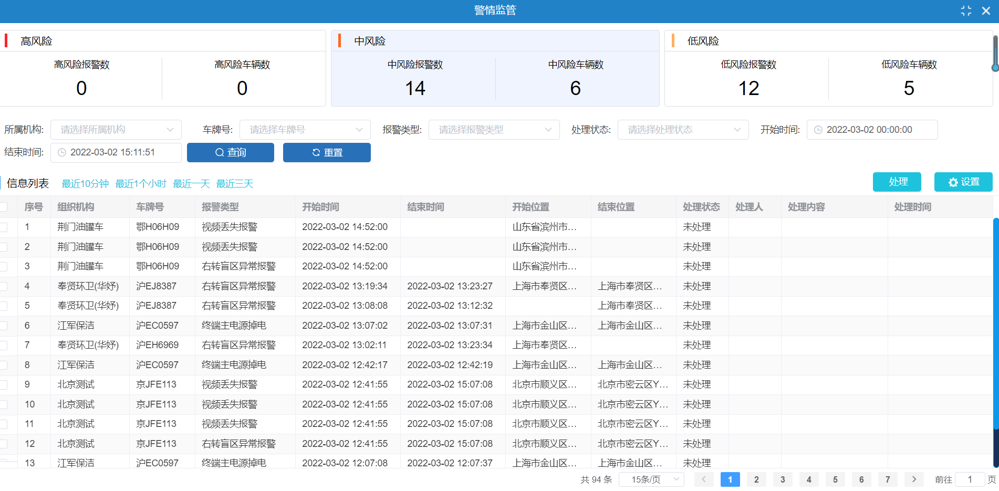 警情监管
高风险
中风险
低风险
高风险报警数 高风险车辆数 中风险报警数 中风险车辆数 低风险报警数 低风险车辆数
0 0 14 6 12 5
所属机构: 请选择所属机构 车牌号: 请选择车牌号 报警类型: 请选择报警类型 处理状态: 请选择处理状态 开始时间: 2022-03-02 00:00:00
结束时间: 2022-03-02 15:11:51 查询 重置
信息列表 最近10分钟 最近1个小时 最近一天 最近三天 处理 设置
序号 组织机构 车牌号 报警类型 开始时间 结束时间 开始位置 结束位置 处理状态 处理人 处理内容 处理时间
1 荆门油罐车 鄂H06H09 视频丢失报警 2022-03-02 14:52:00 山东省滨州市... 未处理
2 荆门油罐车 鄂H06H09 视频丢失报警 2022-03-02 14:52:00 山东省滨州市... 未处理
3 荆门油罐车 鄂H06H09 右转盲区异常报警 2022-03-02 14:52:00 山东省滨州市... 未处理
4 奉贤环卫(华妤) 沪EJ8387 右转盲区异常报警 2022-03-02 13:19:34 2022-03-02 13:23:27 上海市奉贤区... 上海市奉贤区... 未处理
5 奉贤环卫(华妤) 沪EJ8387 右转盲区异常报警 2022-03-02 13:08:08 2022-03-02 13:12:32 上海市奉贤区... 未处理
6 江军保洁 沪EC0597 终端主电源掉电 2022-03-02 13:07:02 2022-03-02 13:07:31 上海市金山区... 上海市金山区... 未处理
7 奉贤环卫(华妤) 沪EH6969 右转盲区异常报警 2022-03-02 13:02:11 2022-03-02 13:23:34 上海市奉贤区... 未处理
8 江军保洁 沪EC0597 终端主电源掉电 2022-03-02 12:42:17 2022-03-02 12:42:19 上海市金山区... 上海市金山区... 未处理
9 北京测试 京JFE113 视频丢失报警 2022-03-02 12:41:55 2022-03-02 15:07:08 北京市顺义区... 北京市密云区Y... 未处理
10 北京测试 京JFE113 视频丢失报警 2022-03-02 12:41:55 2022-03-02 15:07:08 北京市顺义区... 北京市密云区Y... 未处理
11 北京测试 京JFE113 视频丢失报警 2022-03-02 12:41:55 2022-03-02 15:07:08 北京市顺义区... 北京市密云区Y... 未处理
12 北京测试 京JFE113 右转盲区异常报警 2022-03-02 12:41:55 2022-03-02 15:07:08 北京市顺义区... 北京市密云区Y... 未处理
13 江军保洁 沪EC0597 终端主电源掉电 2022-03-02 12:07:08 2022-03-02 12:07:37 上海市金山区... 上海市金山区... 未处理
共 94 条 15条/页 1 2 3 4 5 6 7 前往 1 页